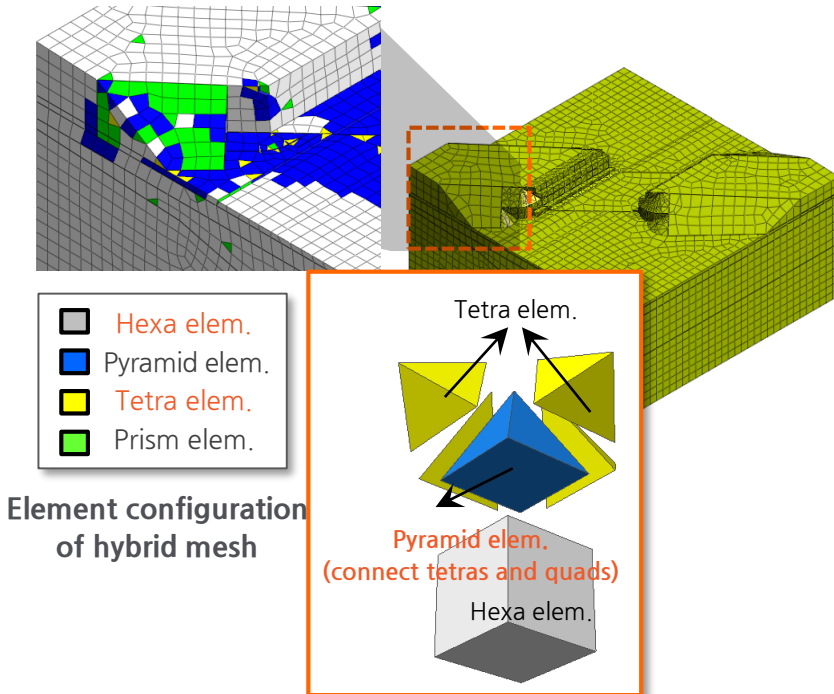 Hexa elem.
Pyramid elem.
Tetra elem.
Prism elem.
Element configuration
of hybrid mesh
Tetra elem.
Pyramid elem.
(connect tetras and quads)
Hexa elem.